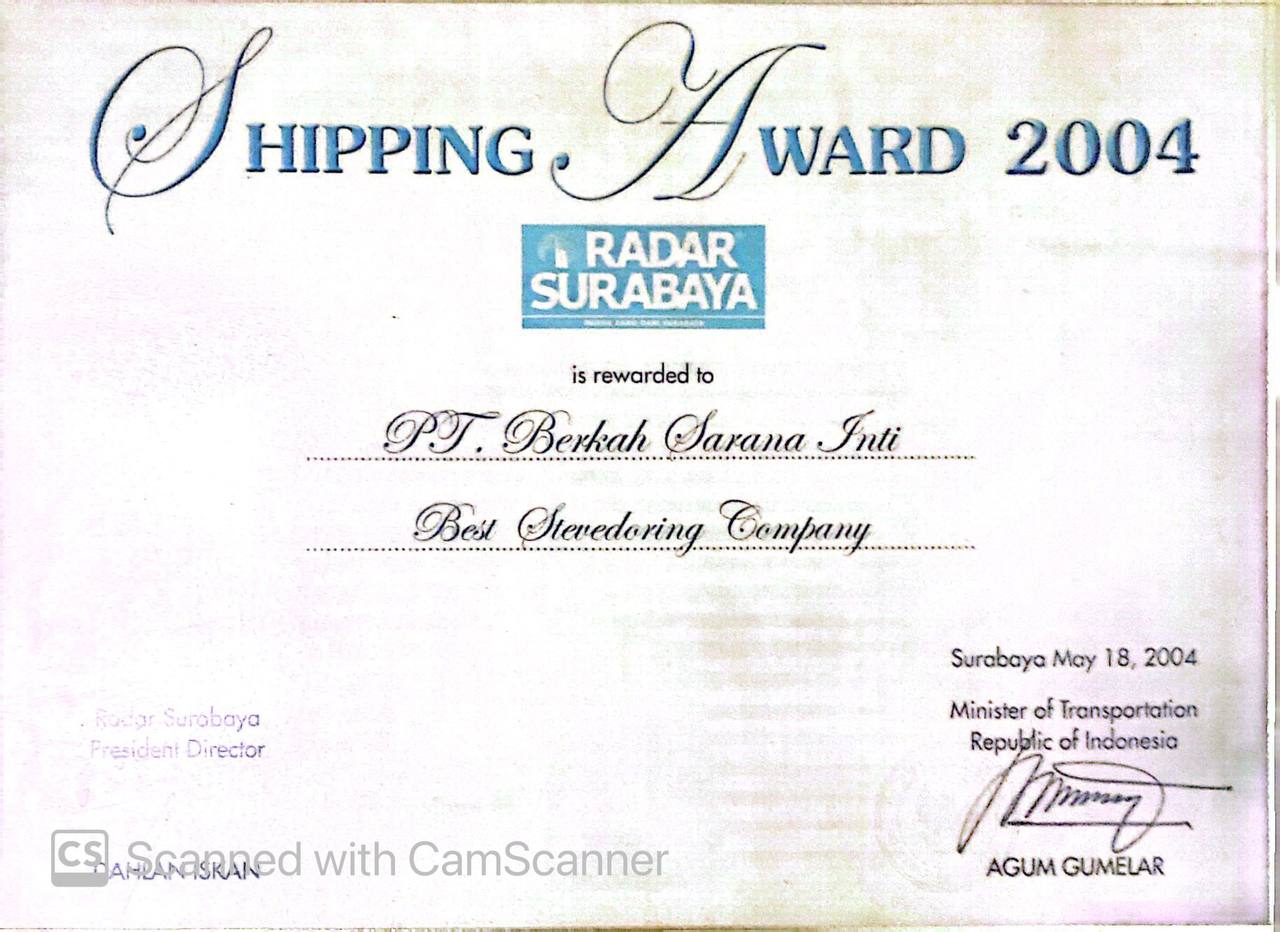 SHIPPING AWARD 2004
RADAR
SURABAYA
is rewarded to
PT. Berkah Sarana Inti
Best Stevedoring Company
Surabaya May 18, 2004
Minister of Transportation
Republic of Indonesia
AGUM GUMELAR
Radar Surabaya
President Director
DAHLAN ISKAN
CS Scanned with CamScanner